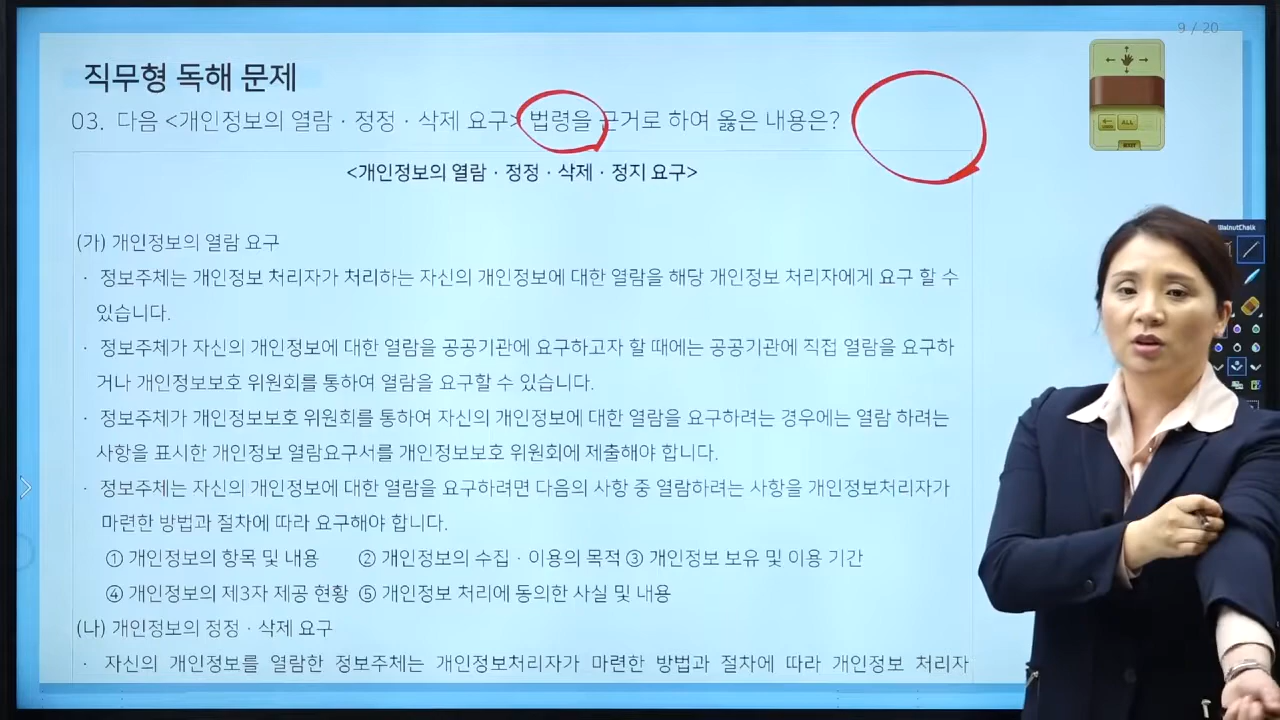 9 / 20
직무형 독해 문제
03. 다음 <개인정보의 열람 · 정정 · 삭제 요구> 법령을 근거로 하여 옳은 내용은?
<개인정보의 열람 · 정정 · 삭제 · 정지 요구>
(가) 개인정보의 열람 요구
· 정보주체는 개인정보 처리자가 처리하는 자신의 개인정보에 대한 열람을 해당 개인정보 처리자에게 요구 할 수
있습니다.
· 정보주체가 자신의 개인정보에 대한 열람을 공공기관에 요구하고자 할 때에는 공공기관에 직접 열람을 요구하
거나 개인정보보호 위원회를 통하여 열람을 요구할 수 있습니다.
· 정보주체가 개인정보보호 위원회를 통하여 자신의 개인정보에 대한 열람을 요구하려는 경우에는 열람 하려는
사항을 표시한 개인정보 열람요구서를 개인정보보호 위원회에 제출해야 합니다.
· 정보주체는 자신의 개인정보에 대한 열람을 요구하려면 다음의 사항 중 열람하려는 사항을 개인정보처리자가
마련한 방법과 절차에 따라 요구해야 합니다.
① 개인정보의 항목 및 내용 ② 개인정보의 수집 · 이용의 목적 ③ 개인정보 보유 및 이용 기간
④ 개인정보의 제3자 제공 현황 ⑤ 개인정보 처리에 동의한 사실 및 내용
(나) 개인정보의 정정 · 삭제 요구
· 자신의 개인정보를 열람한 정보주체는 개인정보처리자가 마련한 방법과 절차에 따라 개인정보 처리자
WalnutChalk
ALL